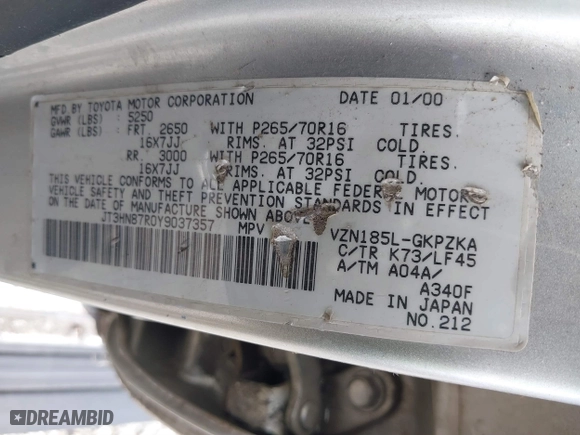 MFD BY TOYOTA MOTOR CORPORATION DATE 01/00
GVWR (LBS) : 5250
GAWR (LBS) : FRT. 2650 WITH P265/70R16 TIRES.
16X7JJ RIMS. AT 32PSI COLD.
RR. 3000 WITH P265/70R16 TIRES.
16X7JJ RIMS. AT 32PSI COLD.
THIS VEHICLE CONFORMS TO ALL APPLICABLE FEDERAL MOTOR
VEHICLE SAFETY AND THEFT PREVENTION STANDARDS IN EFFECT
ON THE DATE OF MANUFACTURE SHOWN ABOVE.
JT3HN87R0Y9037357 MPV
VZN185L-GKPZKA
C/TR K73/LF45
A/TM A04A/
A340F
MADE IN JAPAN
NO.212
DREAMBID